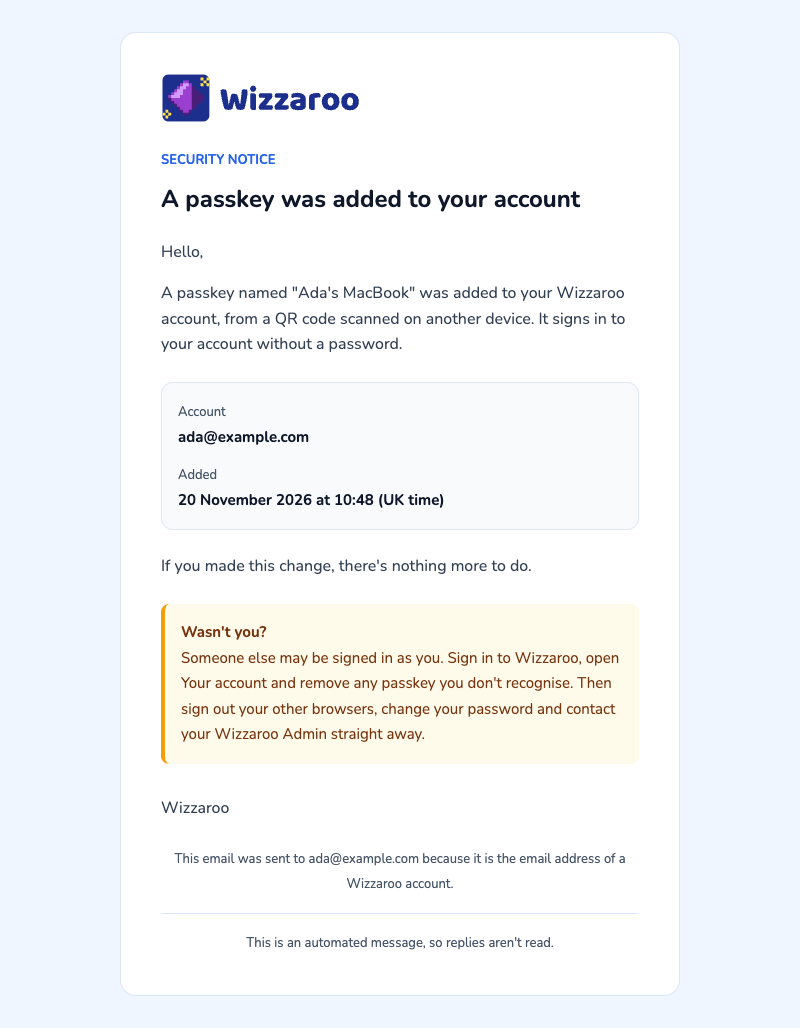 Wizzaroo
SECURITY NOTICE
A passkey was added to your account
Hello,
A passkey named "Ada's MacBook" was added to your Wizzaroo
account, from a QR code scanned on another device. It signs in to
your account without a password.
Account
ada@example.com
Added
20 November 2026 at 10:48 (UK time)
If you made this change, there's nothing more to do.
Wasn't you?
Someone else may be signed in as you. Sign in to Wizzaroo, open
Your account and remove any passkey you don't recognise. Then
sign out your other browsers, change your password and contact
your Wizzaroo Admin straight away.
Wizzaroo
This email was sent to ada@example.com because it is the email address of a
Wizzaroo account.
This is an automated message, so replies aren't read.